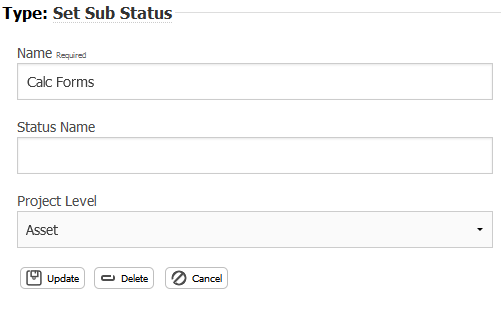 Type: Set Sub Status
Name Required
Calc Forms
Status Name
Project Level
Asset
Update Delete Cancel